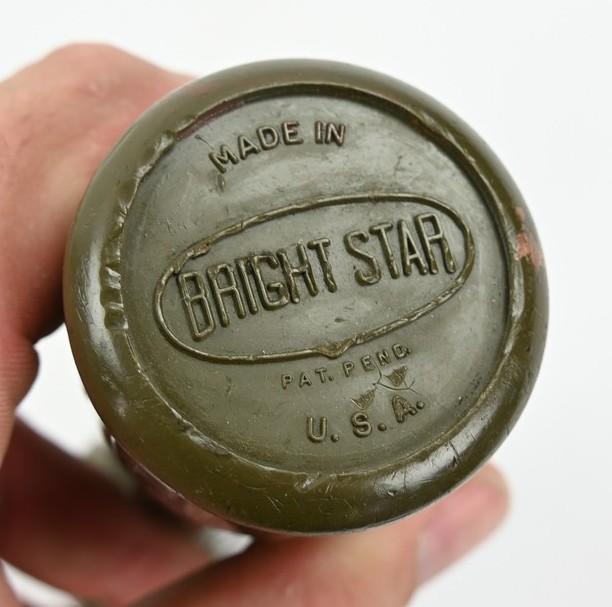 MADE IN
BRIGHT STAR
PAT. PEND.
U. S. A.